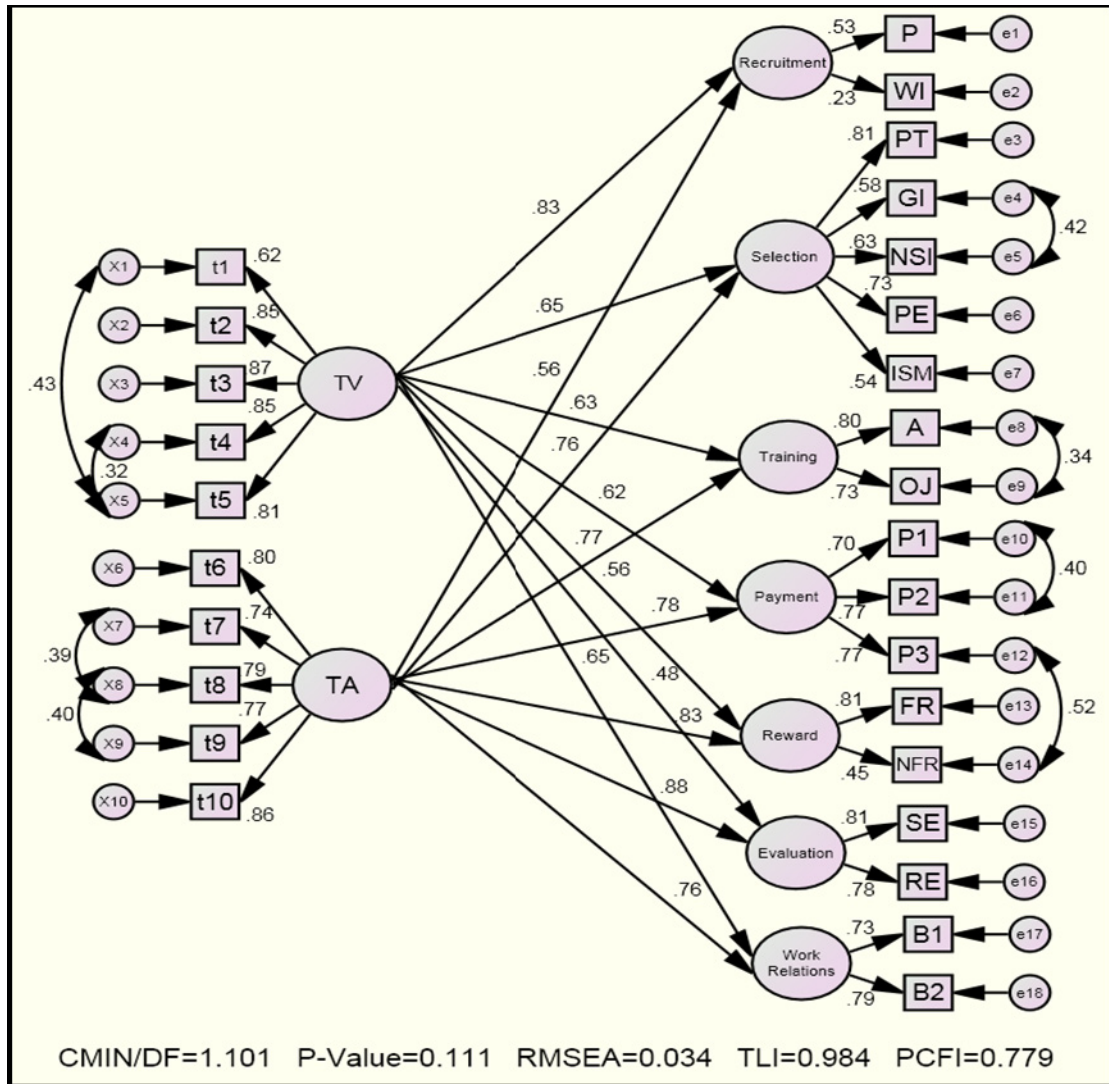 .53
P
e1
Recruitment
.23
WI
e2
.81
PT
e3
.83
.58
GI
e4
.42
.62
X1
t1
Selection
.63
NSI
e5
.85
X2
t2
.65
.73
PE
e6
.43
.87
X3
t3
TV
.56
.54
ISM
e7
.85
X4
t4
.63
.80
A
e8
.32
.76
Training
.34
X5
t5
.81
.62
.73
OJ
e9
.80
X6
t6
.77
.70
P1
e10
.56
.40
.74
X7
t7
.78
Payment
.77
P2
e11
.39
.79
X8
t8
TA
.65
.48
.77
P3
e12
.40
.77
X9
t9
.83
.81
FR
e13
.52
Reward
X10
t10
.86
.88
.45
NFR
e14
.81
SE
e15
Evaluation
.76
.78
RE
e16
.73
B1
e17
Work
Relations
.79
B2
e18
CMIN/DF=1.101 P-Value=0.111 RMSEA=0.034 TLI=0.984 PCFI=0.779